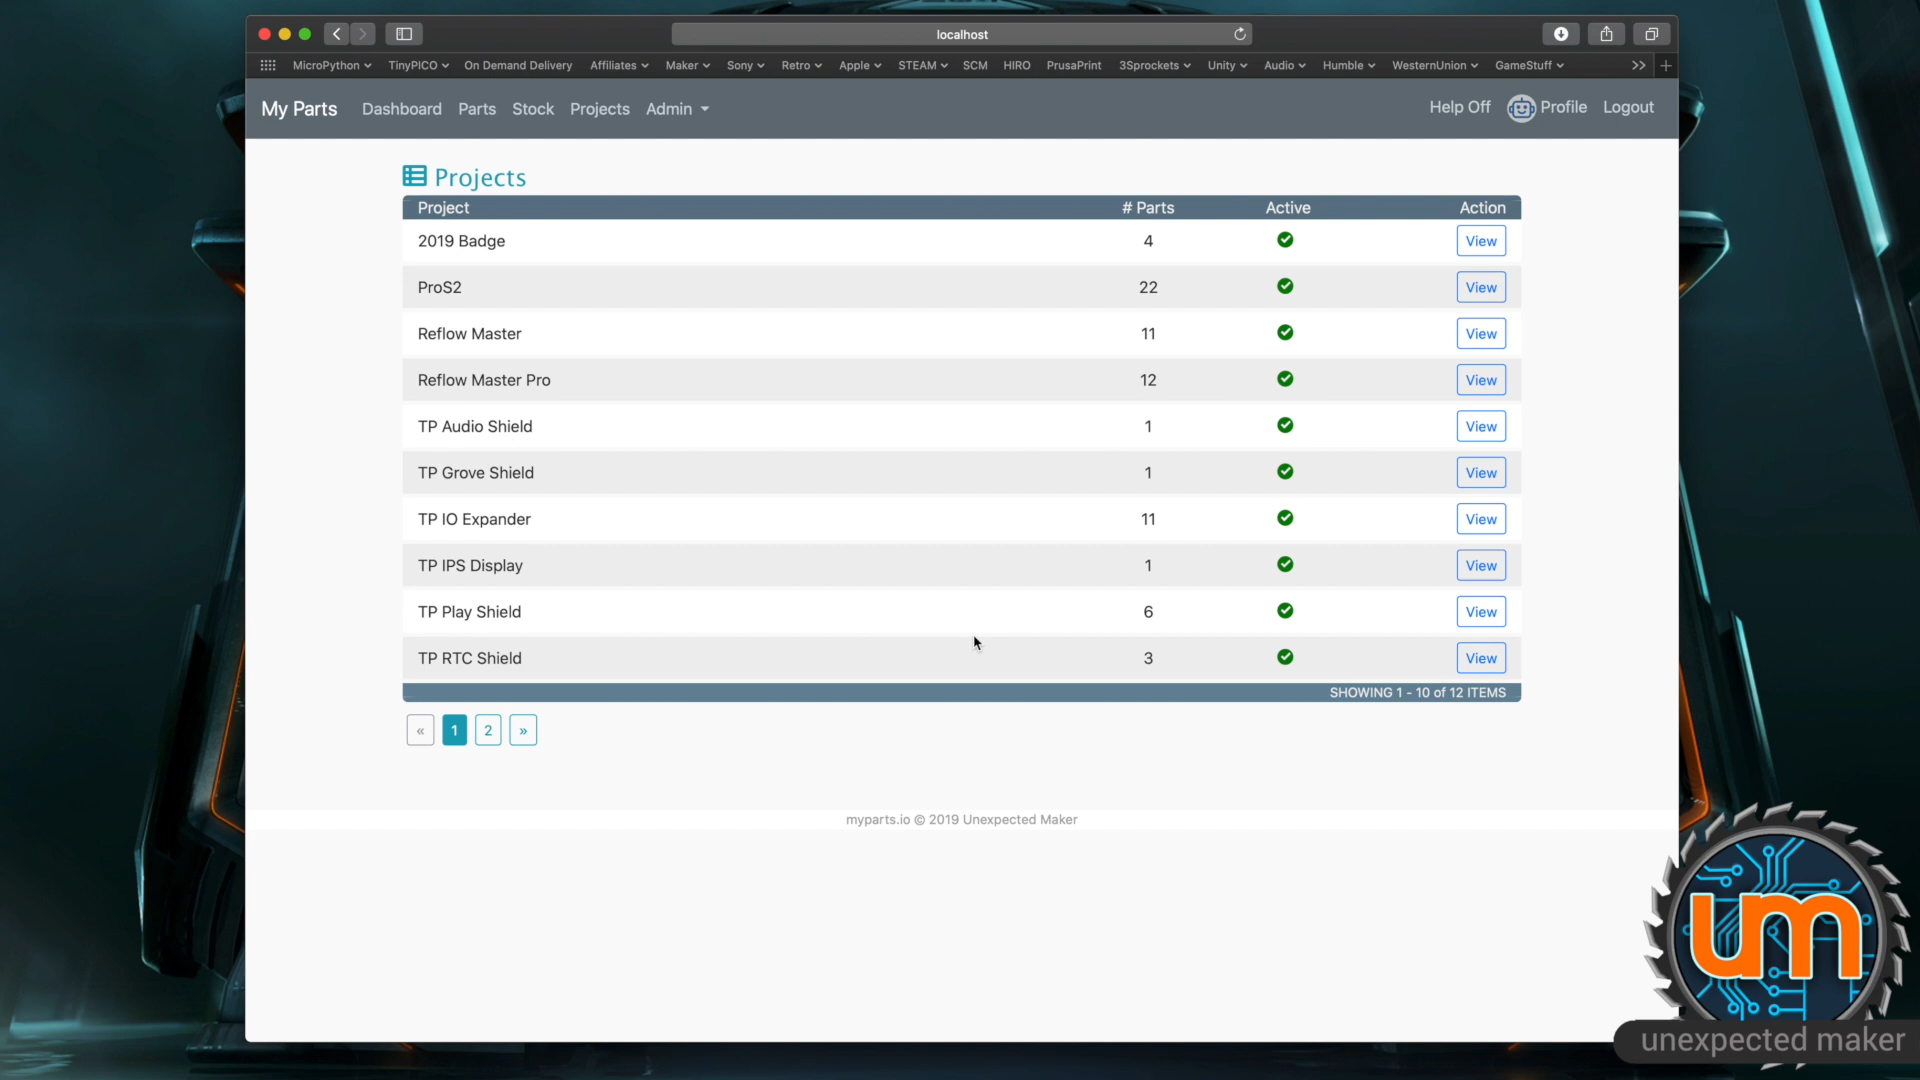 localhost
MicroPython TinyPICO On Demand Delivery Affiliates Maker Sony Retro Apple STEAM SCM HIRO PrusaPrint 3Sprockets Unity Audio Humble WesternUnion GameStuff
My Parts Dashboard Parts Stock Projects Admin Help Off Profile Logout
Projects
Project # Parts Active Action
2019 Badge 4 View
ProS2 22 View
Reflow Master 11 View
Reflow Master Pro 12 View
TP Audio Shield 1 View
TP Grove Shield 1 View
TP IO Expander 11 View
TP IPS Display 1 View
TP Play Shield 6 View
TP RTC Shield 3 View
SHOWING 1 - 10 of 12 ITEMS
« 1 2 »
myparts.io © 2019 Unexpected Maker
um
unexpected maker